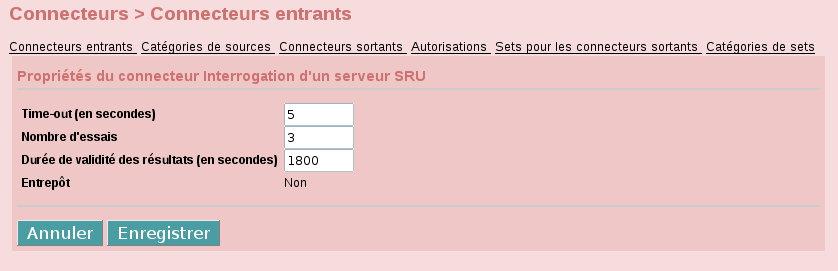 Connecteurs > Connecteurs entrants
Connecteurs entrants Catégories de sources Connecteurs sortants Autorisations Sets pour les connecteurs sortants Catégories de sets
Propriétés du connecteur Interrogation d'un serveur SRU
Time-out (en secondes) 5
Nombre d'essais 3
Durée de validité des résultats (en secondes) 1800
Entrepôt Non
Annuler Enregistrer